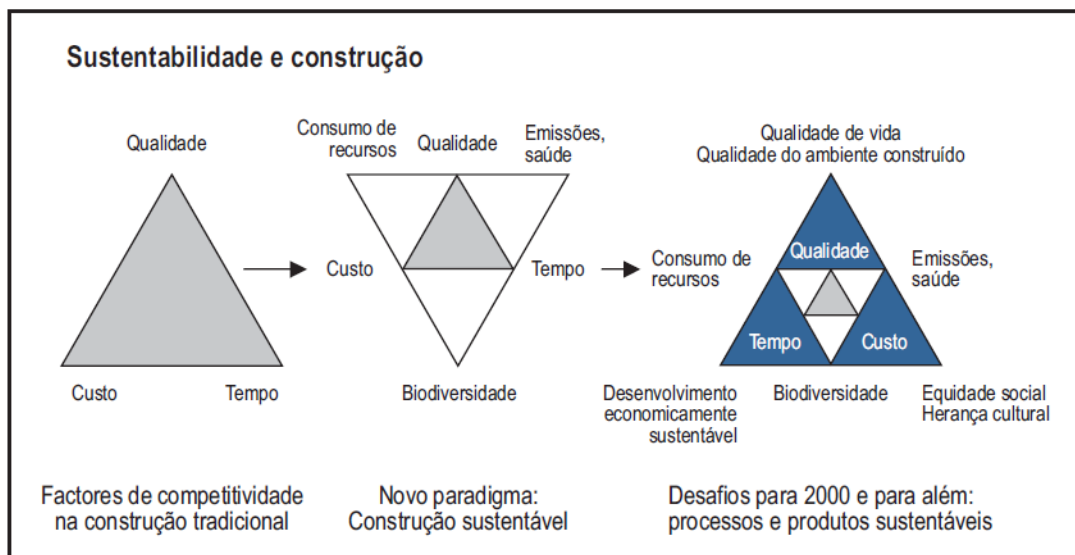 Sustentabilidade e construção
Qualidade
Custo
Tempo
Factores de competitividade
na construção tradicional
Consumo de
recursos
Qualidade
Emissões,
saúde
Custo
Tempo
Biodiversidade
Novo paradigma:
Construção sustentável
Qualidade de vida
Qualidade do ambiente construído
Consumo de
recursos
Qualidade
Emissões,
saúde
Tempo
Custo
Desenvolvimento
economicamente
sustentável
Biodiversidade
Equidade social
Herança cultural
Desafios para 2000 e para além:
processos e produtos sustentáveis